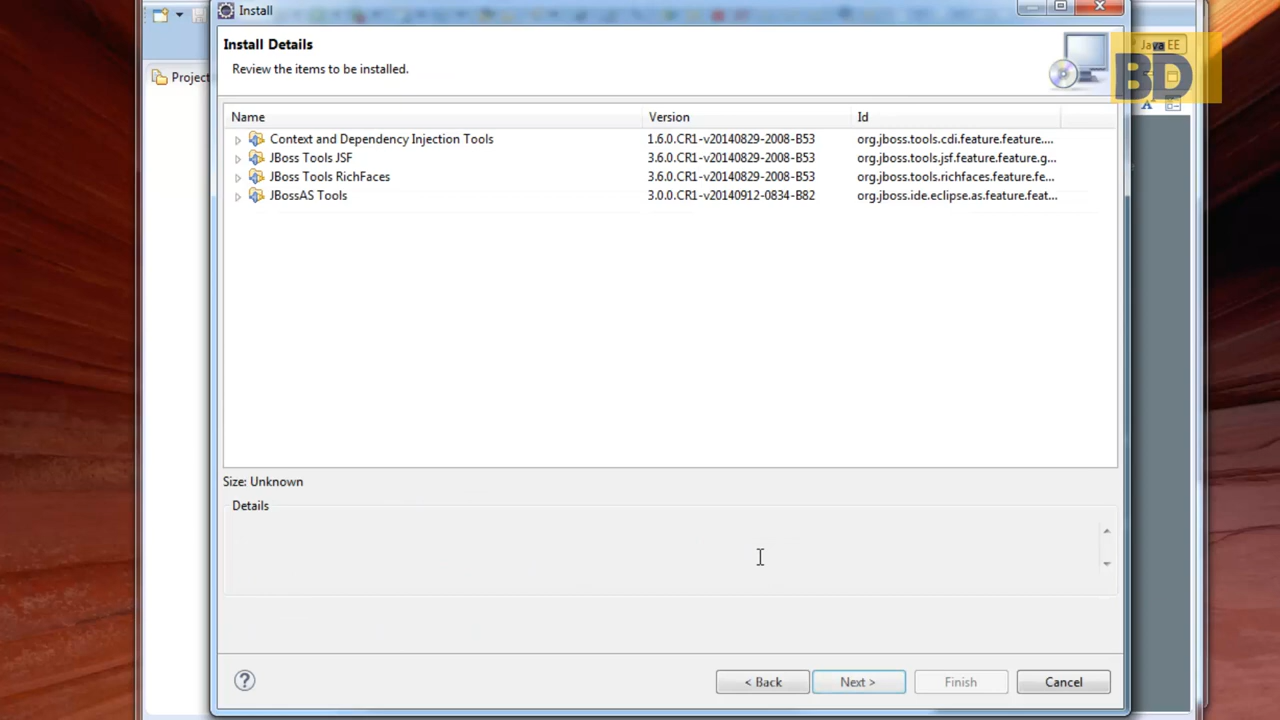 Install
Install Details
Review the items to be installed.
Project
Java EE
BD
Name Version Id
Context and Dependency Injection Tools 1.6.0.CR1-v20140829-2008-B53 org.jboss.tools.cdi.feature.feature....
JBoss Tools JSF 3.6.0.CR1-v20140829-2008-B53 org.jboss.tools.jsf.feature.feature.g...
JBoss Tools RichFaces 3.6.0.CR1-v20140829-2008-B53 org.jboss.tools.richfaces.feature.fe...
JBossAS Tools 3.0.0.CR1-v20140912-0834-B82 org.jboss.ide.eclipse.as.feature.feat...
Size: Unknown
Details
< Back Next > Finish Cancel